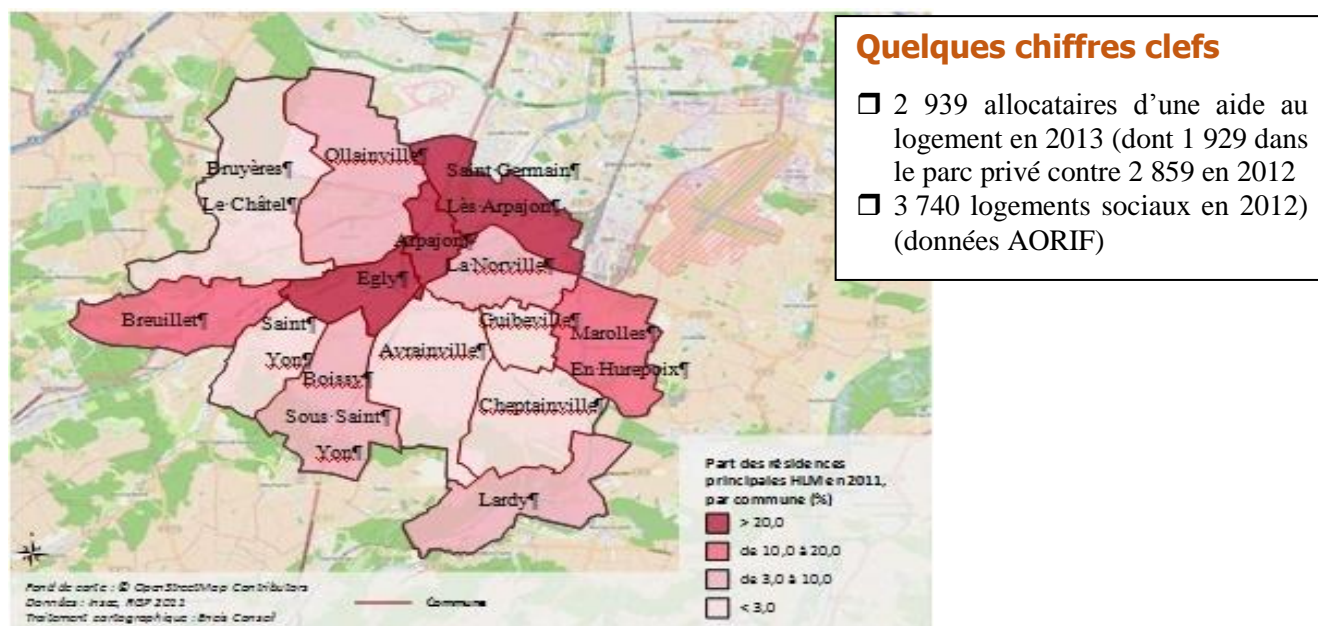 Bruyères¶
Le·Châtel¶
Ollainville¶
Saint·Germain¶
Lès·Arpajon¶
Arpajon¶
La·Norville¶
Egly¶
Breuillet¶
Saint¶
Yon¶
Boissy¶
Sous·Saint¶
Yon¶
Avrainville¶
Guibeville¶
Marolles¶
En·Hurepoix¶
Cheptainville¶
Lardy¶
Part des résidences
principales HLM en 2011,
par commune (%)
> 20,0
de 10,0 à 20,0
de 3,0 à 10,0
< 3,0
Fond de carte : © OpenStreetMap Contributors
Données : Insee, RGP 2011
Traitement cartographique : Eneis Conseil
Commune
Quelques chiffres clefs
❒ 2 939 allocataires d’une aide au
logement en 2013 (dont 1 929 dans
le parc privé contre 2 859 en 2012
❒ 3 740 logements sociaux en 2012)
(données AORIF)